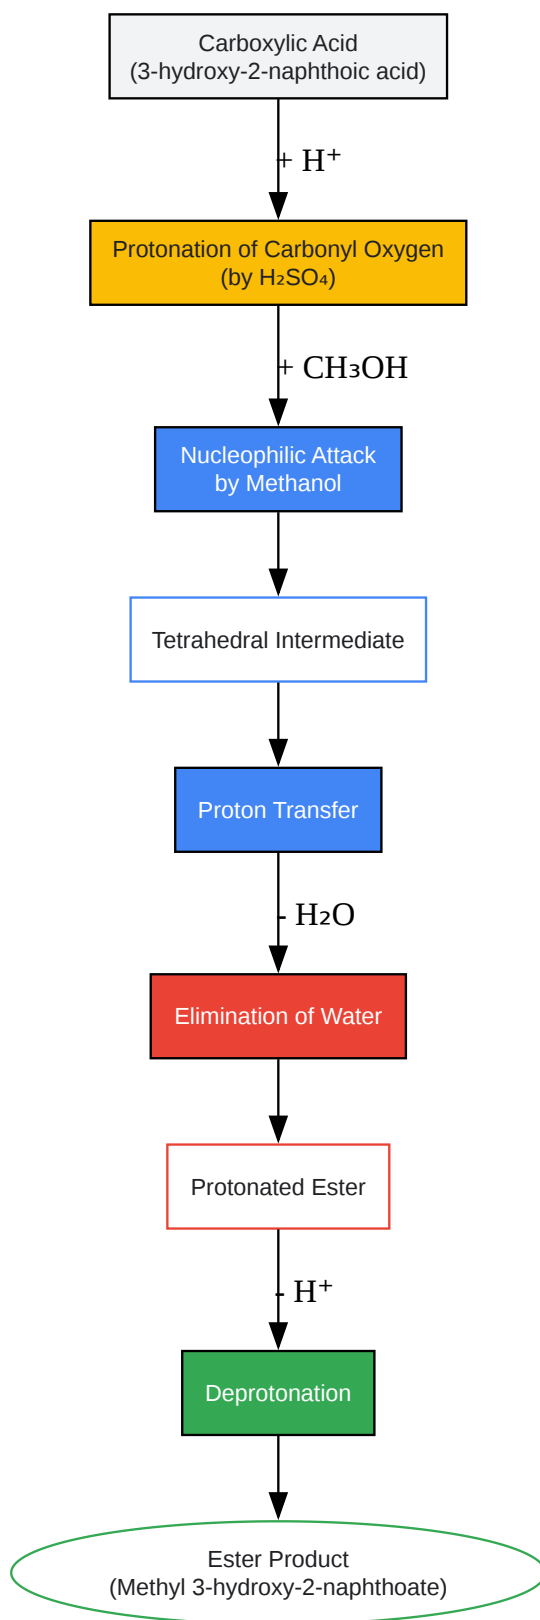 Carboxylic Acid
(3-hydroxy-2-naphthoic acid)
+ H⁺
Protonation of Carbonyl Oxygen
(by H₂SO₄)
+ CH₃OH
Nucleophilic Attack
by Methanol
Tetrahedral Intermediate
Proton Transfer
- H₂O
Elimination of Water
Protonated Ester
- H⁺
Deprotonation
Ester Product
(Methyl 3-hydroxy-2-naphthoate)